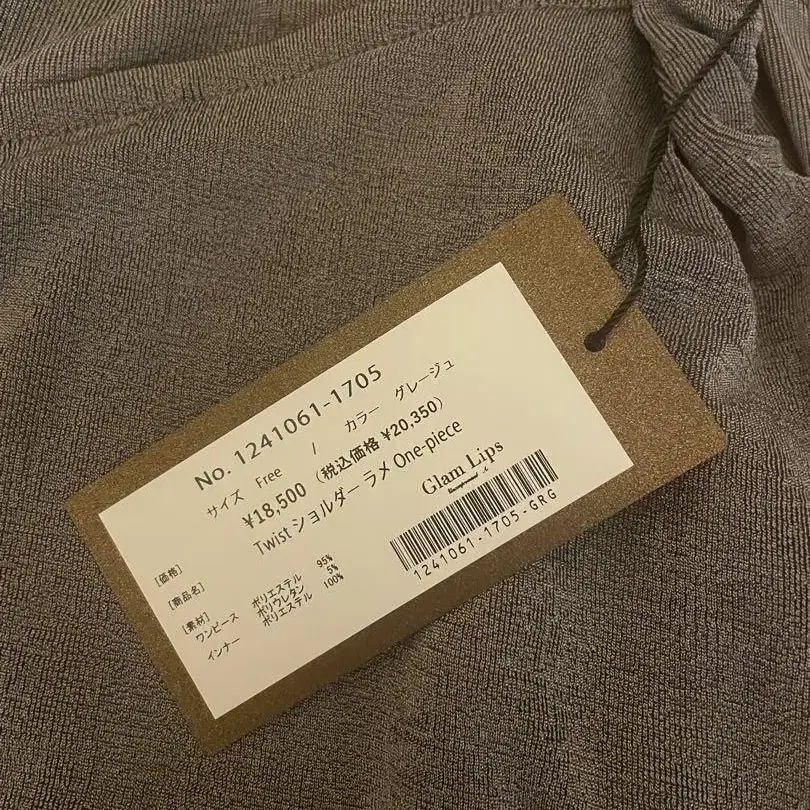 No. 1241061-1705
サイズ Free / カラー グレージュ
[価格] ¥18,500 (税込価格 ¥20,350)
[商品名] Twist ショルダー ラメ One-piece
[素材]
ワンピース ポリエステル 95%
ポリウレタン 5%
インナー ポリエステル 100%
Glam Lips
1241061-1705-GRG